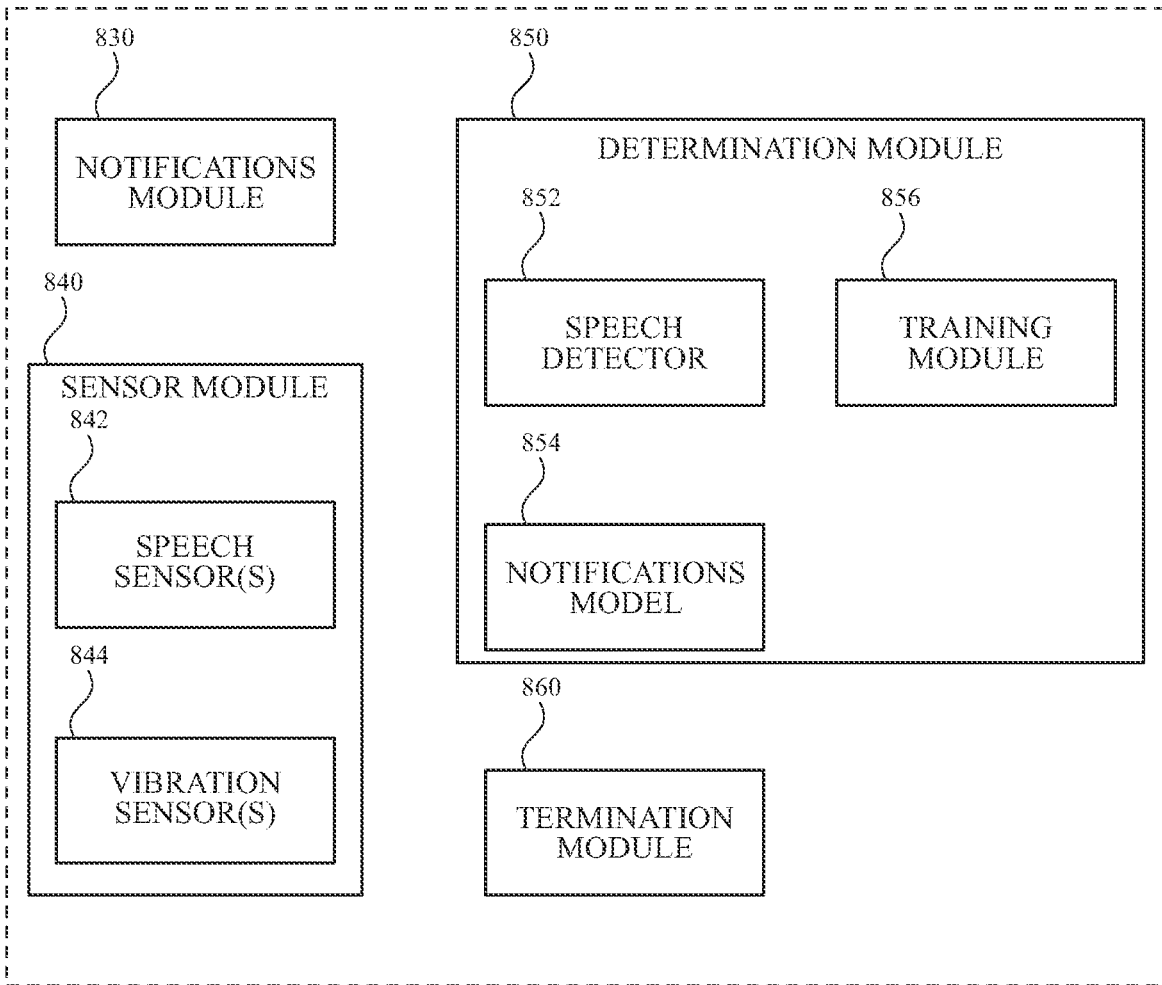 830
NOTIFICATIONS
MODULE
840
SENSOR MODULE
842
SPEECH
SENSOR(S)
844
VIBRATION
SENSOR(S)
850
DETERMINATION MODULE
852
SPEECH
DETECTOR
856
TRAINING
MODULE
854
NOTIFICATIONS
MODEL
860
TERMINATION
MODULE